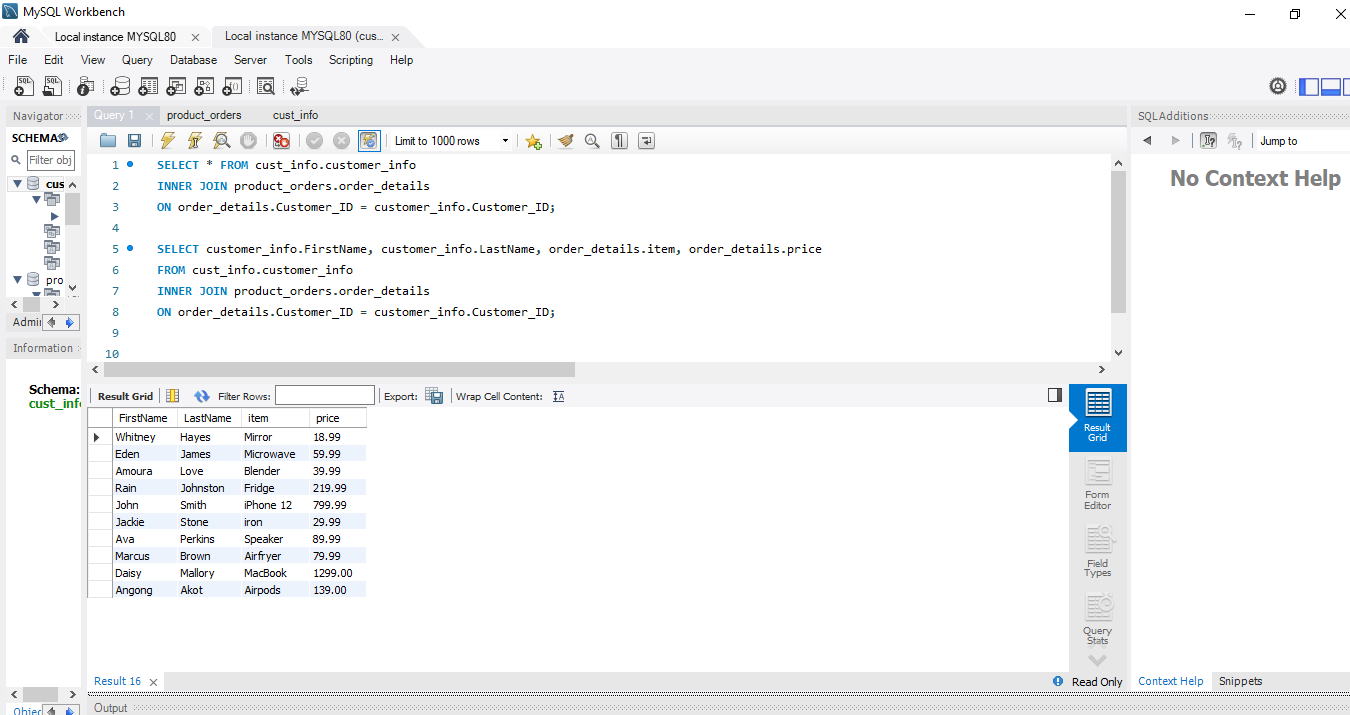 MySQL Workbench
Local instance MYSQL80
Local instance MYSQL80 (cus...
File Edit View Query Database Server Tools Scripting Help
Navigator
Query 1
product_orders
cust_info
SQLAdditions
SCHEMAS
Filter obj
Limit to 1000 rows
Jump to
cus
pro
Admi
Information
Schema:
cust_info
1 SELECT * FROM cust_info.customer_info
2 INNER JOIN product_orders.order_details
3 ON order_details.Customer_ID = customer_info.Customer_ID;
4
5 SELECT customer_info.FirstName, customer_info.LastName, order_details.item, order_details.price
6 FROM cust_info.customer_info
7 INNER JOIN product_orders.order_details
8 ON order_details.Customer_ID = customer_info.Customer_ID;
9
10
No Context Help
Result Grid Filter Rows: Export: Wrap Cell Content:
FirstName LastName item price
Whitney Hayes Mirror 18.99
Eden James Microwave 59.99
Amoura Love Blender 39.99
Rain Johnston Fridge 219.99
John Smith iPhone 12 799.99
Jackie Stone iron 29.99
Ava Perkins Speaker 89.99
Marcus Brown Airfryer 79.99
Daisy Mallory MacBook 1299.00
Angong Akot Airpods 139.00
Result
Grid
Form
Editor
Field
Types
Query
Stats
Result 16
Read Only
Context Help
Snippets
Objec
Output